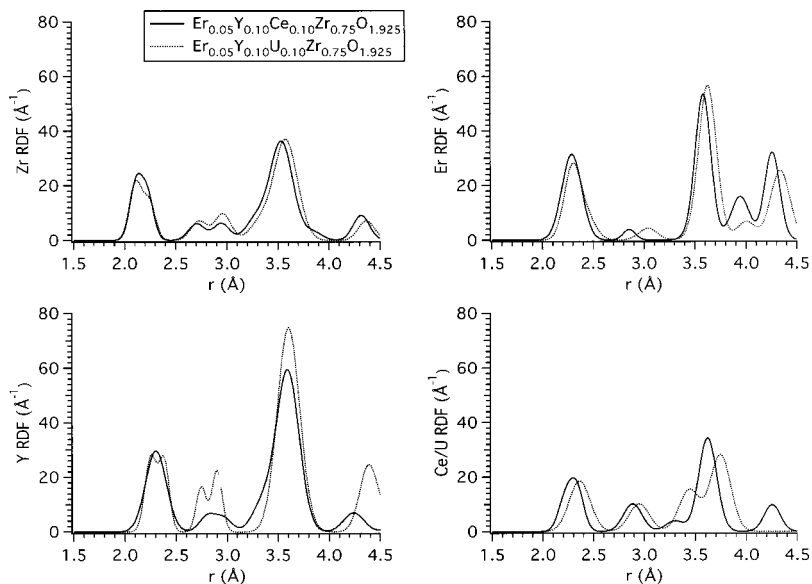 Er0.05Y0.10Ce0.10Zr0.75O1.925
Er0.05Y0.10U0.10Zr0.75O1.925
80
60
40
20
0
Zr RDF (Å-1)
1.5 2.0 2.5 3.0 3.5 4.0 4.5
r (Å)
80
60
40
20
0
Er RDF (Å-1)
1.5 2.0 2.5 3.0 3.5 4.0 4.5
r (Å)
80
60
40
20
0
Y RDF (Å-1)
1.5 2.0 2.5 3.0 3.5 4.0 4.5
r (Å)
80
60
40
20
0
Ce/U RDF (Å-1)
1.5 2.0 2.5 3.0 3.5 4.0 4.5
r (Å)